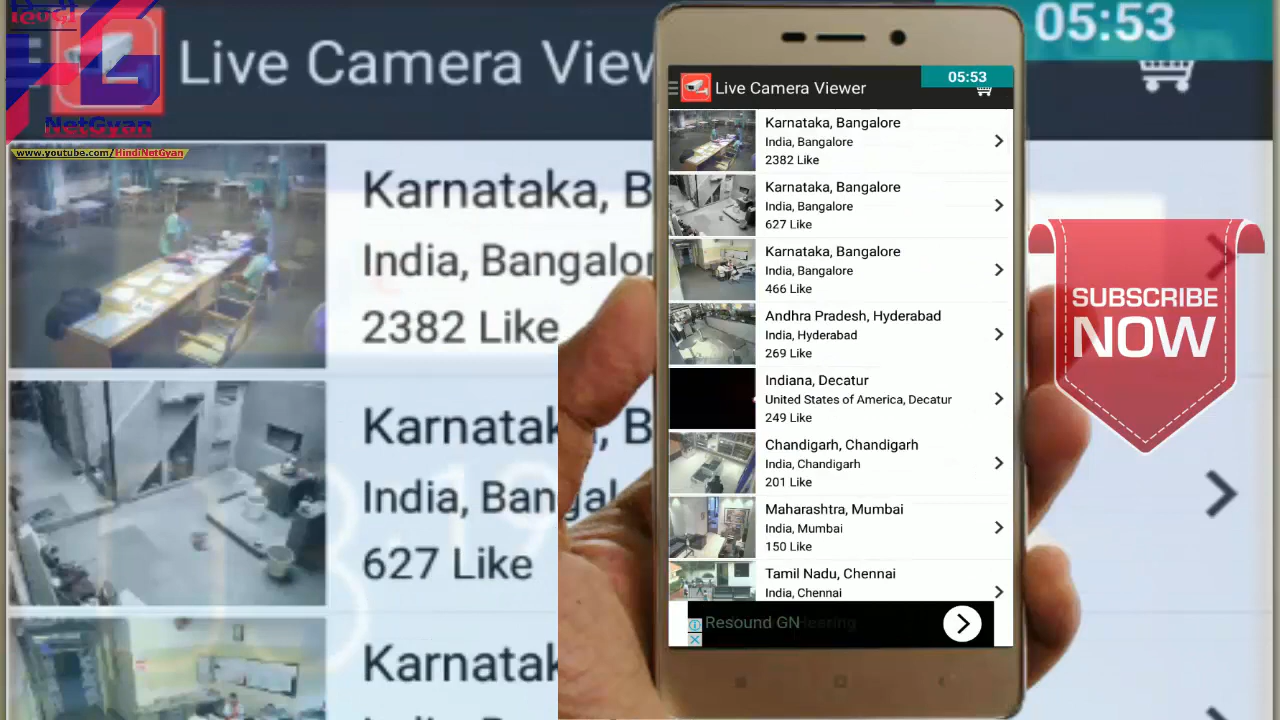 हिन्दी
NetGyan
www.youtube.com/HindiNetGyan
Live Camera View
05:53
Karnataka, B
India, Bangalor
2382 Like
Karnatak, B
India, Bangal
627 Like
Karnatak
05:53
Live Camera Viewer
Karnataka, Bangalore
India, Bangalore
2382 Like
Karnataka, Bangalore
India, Bangalore
627 Like
Karnataka, Bangalore
India, Bangalore
466 Like
Andhra Pradesh, Hyderabad
India, Hyderabad
269 Like
Indiana, Decatur
United States of America, Decatur
249 Like
Chandigarh, Chandigarh
India, Chandigarh
201 Like
Maharashtra, Mumbai
India, Mumbai
150 Like
Tamil Nadu, Chennai
India, Chennai
Resound GN
SUBSCRIBE
NOW